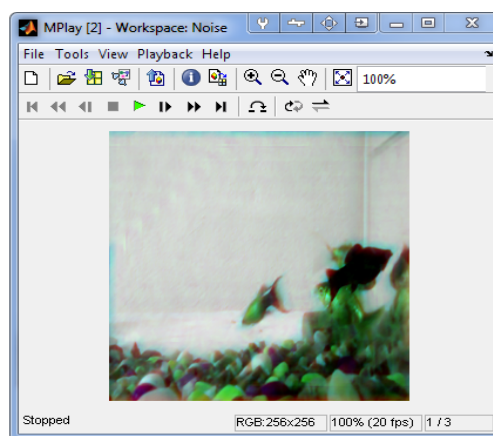 MPlay [2] - Workspace: Noise
File Tools View Playback Help
100%
Stopped
RGB:256x256 100% (20 fps) 1 / 3